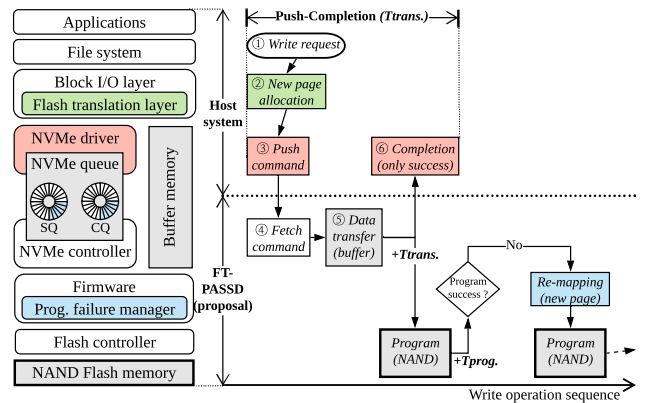 Applications
File system
Block I/O layer
Flash translation layer
NVMe driver
NVMe queue
SQ
CQ
NVMe controller
Buffer memory
Firmware
Prog. failure manager
Flash controller
NAND Flash memory
Host
system
FT-
PASSD
(proposal)
Push-Completion (Ttrans.)
① Write request
② New page
allocation
③ Push
command
④ Fetch
command
⑤ Data
transfer
(buffer)
⑥ Completion
(only success)
+Ttrans.
Program
(NAND)
+Tprog.
Program
success ?
No
Re-mapping
(new page)
Program
(NAND)
Write operation sequence